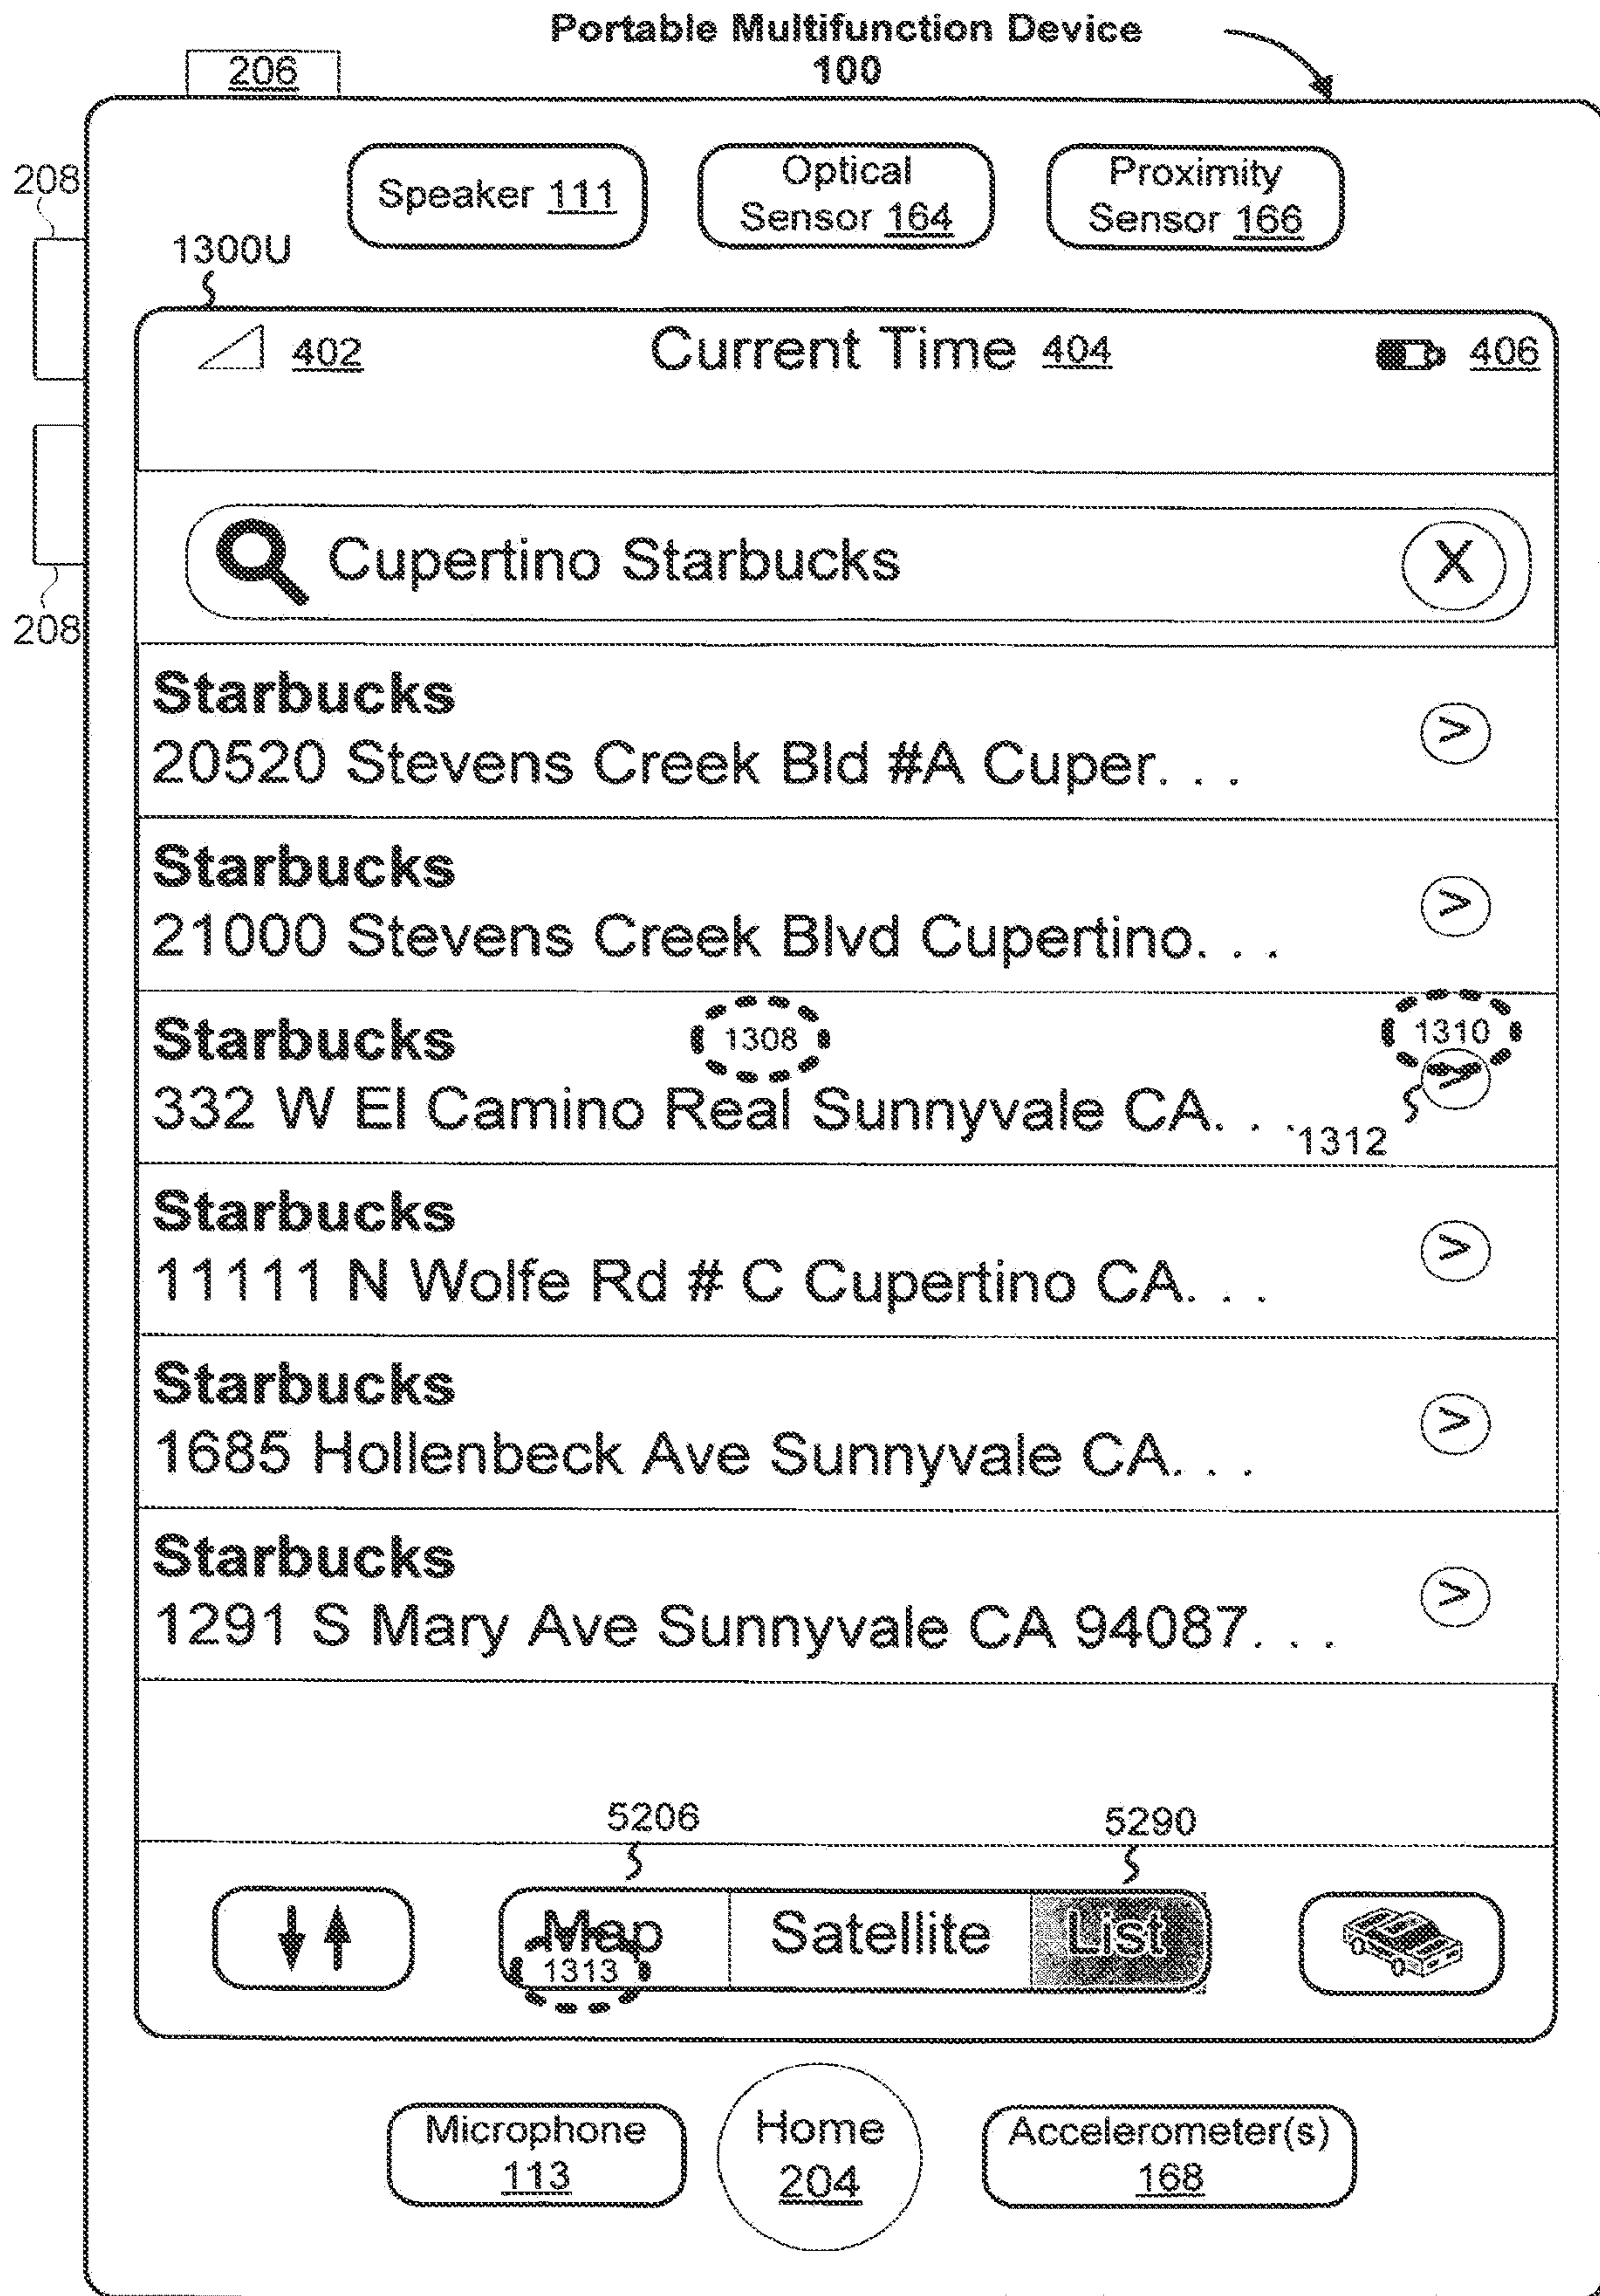 Portable Multifunction Device
100
206
208
Speaker 111
Optical
Sensor 164
Proximity
Sensor 166
1300U
402
Current Time 404
406
Cupertino Starbucks
X
208
Starbucks
20520 Stevens Creek Bld #A Cuper. . .
>
Starbucks
21000 Stevens Creek Blvd Cupertino. . .
>
Starbucks
1308
1310
332 W El Camino Real Sunnyvale CA. . .
>
1312
Starbucks
11111 N Wolfe Rd # C Cupertino CA. . .
>
Starbucks
1685 Hollenbeck Ave Sunnyvale CA. . .
>
Starbucks
1291 S Mary Ave Sunnyvale CA 94087. . .
>
5206
5290
Map
Satellite
List
1313
Microphone
113
Home
204
Accelerometer(s)
168